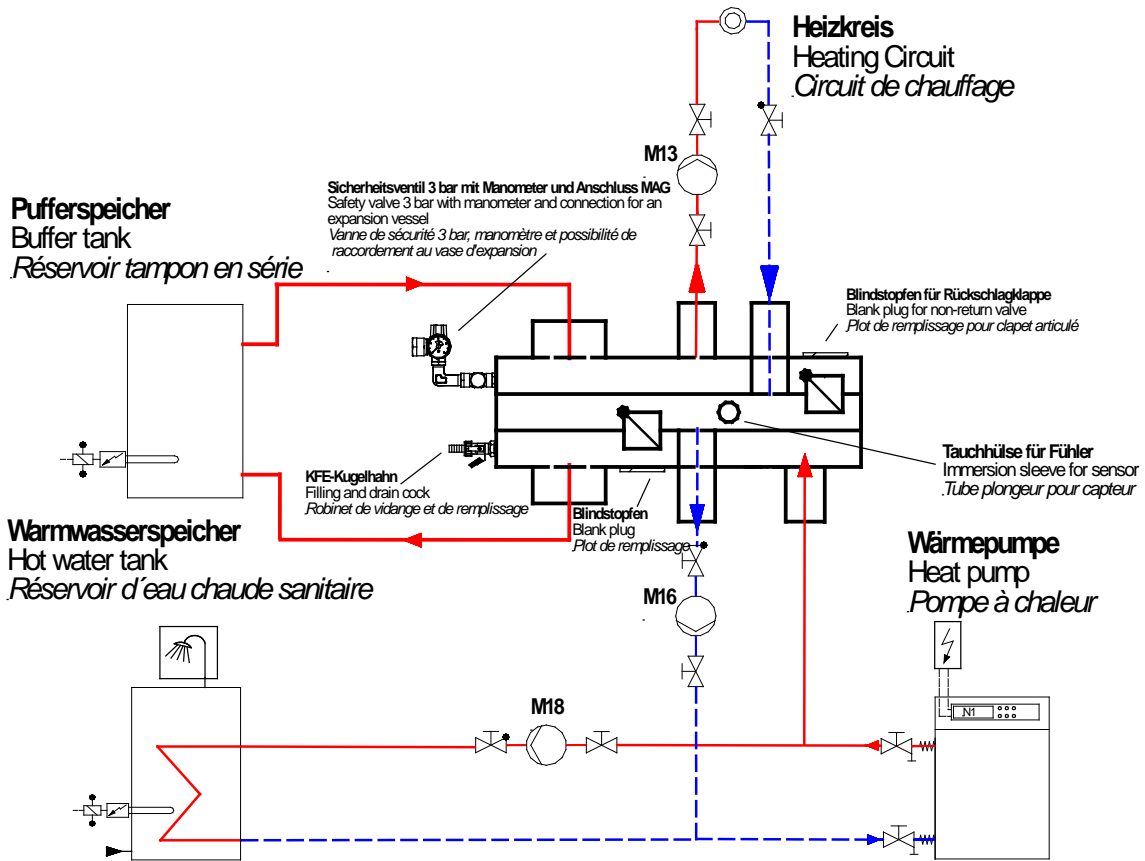 Heizkreis
Heating Circuit
Circuit de chauffage
M13
Sicherheitsventil 3 bar mit Manometer und Anschluss MAG
Safety valve 3 bar with manometer and connection for an
expansion vessel
Vanne de sécurité 3 bar, manomètre et possibilité de
raccordement au vase d'expansion
Pufferspeicher
Buffer tank
Réservoir tampon en série
Blindstopfen für Rückschlagklappe
Blank plug for non-return valve
Plot de remplissage pour clapet articulé
Tauchhülse für Fühler
Immersion sleeve for sensor
Tube plongeur pour capteur
KFE-Kugelhahn
Filling and drain cock
Robinet de vidange et de remplissage
Blindstopfen
Blank plug
Plot de remplissage
Warmwasserspeicher
Hot water tank
Réservoir d´eau chaude sanitaire
Wärmepumpe
Heat pump
Pompe à chaleur
M16
M18
N1